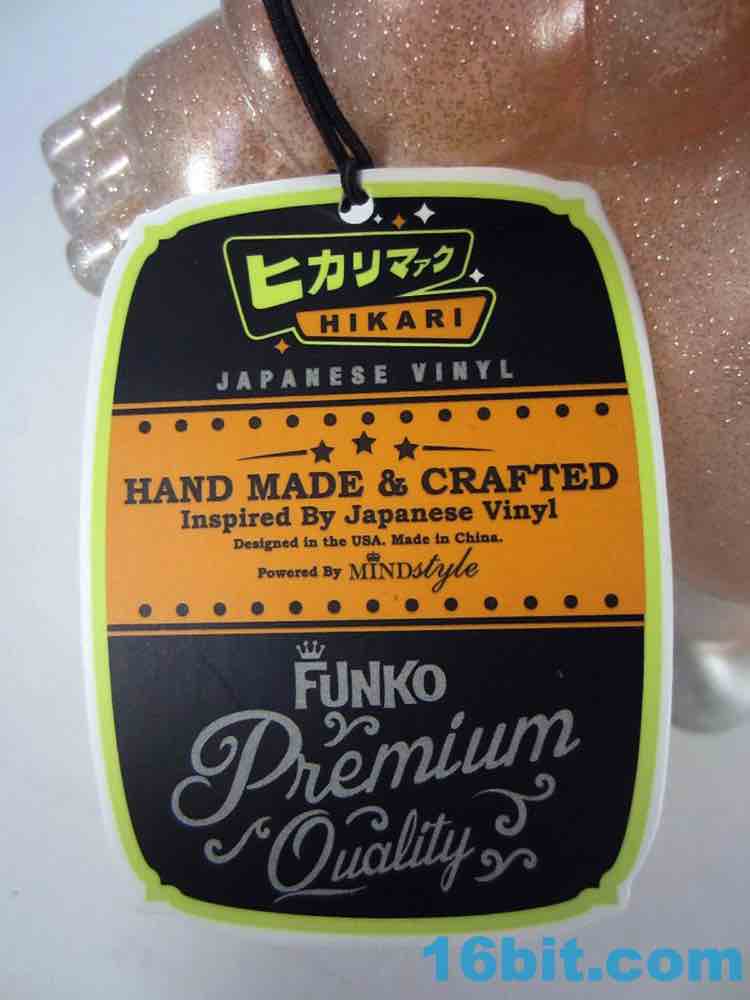 ヒカリマァク
HIKARI
JAPANESE VINYL
HAND MADE & CRAFTED
Inspired By Japanese Vinyl
Designed in the USA. Made in China.
Powered By MINDstyle
FUNKO
Premium
Quality
16bit.com